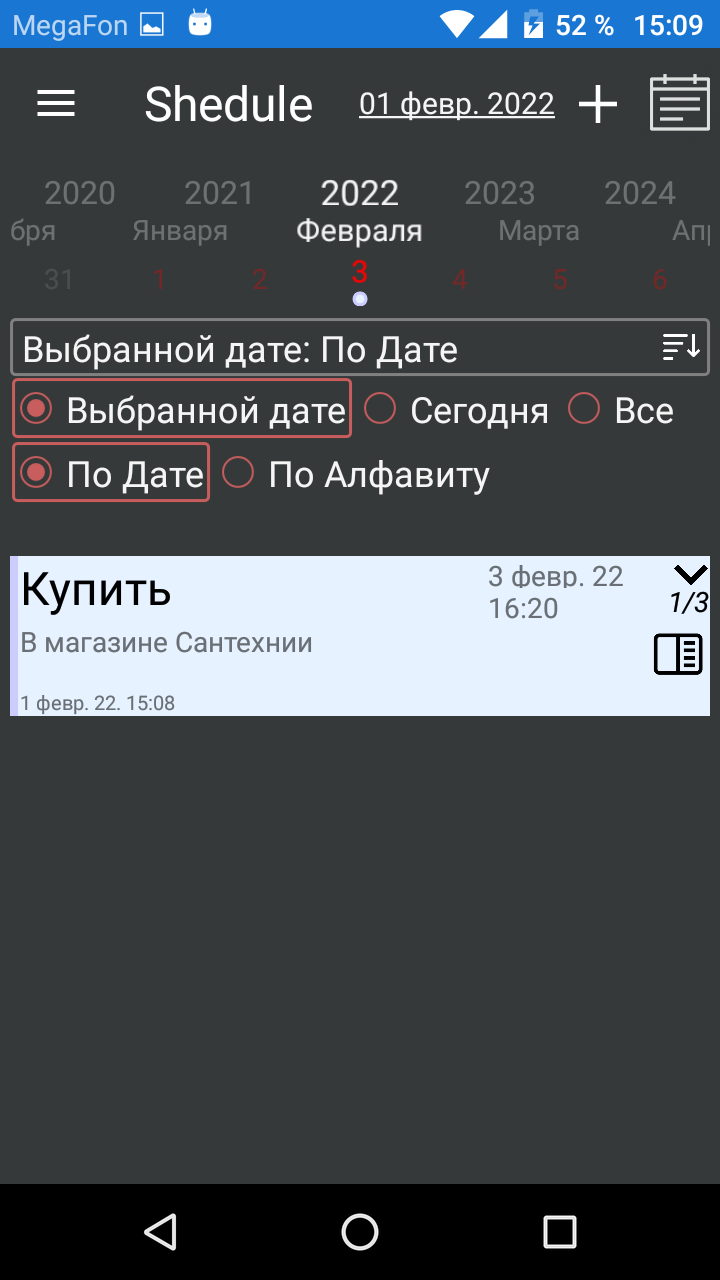 MegaFon 52 % 15:09
Shedule 01 февр. 2022
2020 2021 2022 2023 2024
бря Января Февраля Марта Апр
31 1 2 3 4 5 6
Выбранной дате: По Дате
Выбранной дате Сегодня Все
По Дате По Алфавиту
Купить 3 февр. 22
16:20 1/3
В магазине Сантехнии
1 февр. 22. 15:08